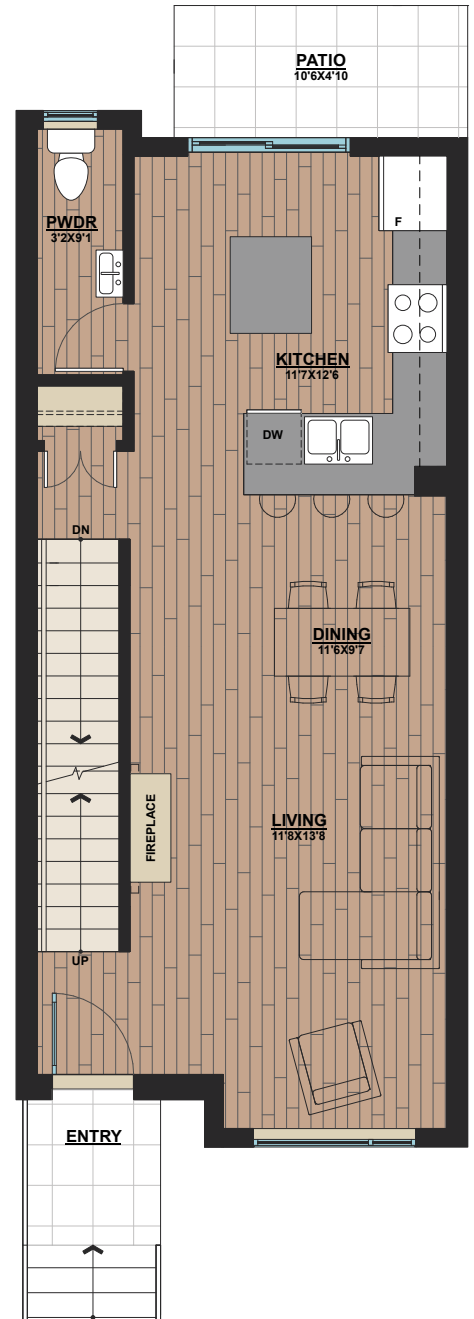 PATIO
10'6X4'10
PWDR
3'2X9'1
F
KITCHEN
11'7X12'6
DW
DN
DINING
11'6X9'7
FIREPLACE
LIVING
11'8X13'8
UP
ENTRY